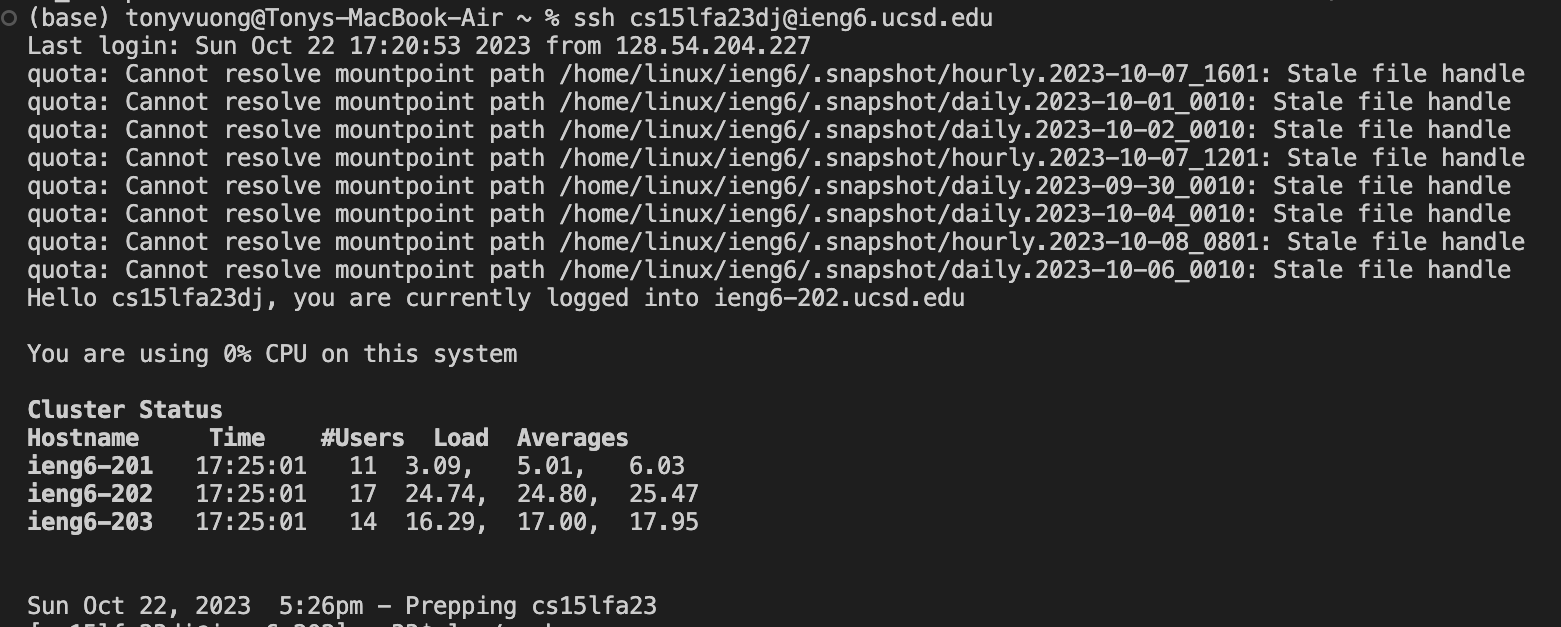 (base) tonyvuong@Tonys-MacBook-Air ~ % ssh cs15lfa23dj@ieng6.ucsd.edu
Last login: Sun Oct 22 17:20:53 2023 from 128.54.204.227
quota: Cannot resolve mountpoint path /home/linux/ieng6/.snapshot/hourly.2023-10-07_1601: Stale file handle
quota: Cannot resolve mountpoint path /home/linux/ieng6/.snapshot/daily.2023-10-01_0010: Stale file handle
quota: Cannot resolve mountpoint path /home/linux/ieng6/.snapshot/daily.2023-10-02_0010: Stale file handle
quota: Cannot resolve mountpoint path /home/linux/ieng6/.snapshot/hourly.2023-10-07_1201: Stale file handle
quota: Cannot resolve mountpoint path /home/linux/ieng6/.snapshot/daily.2023-09-30_0010: Stale file handle
quota: Cannot resolve mountpoint path /home/linux/ieng6/.snapshot/daily.2023-10-04_0010: Stale file handle
quota: Cannot resolve mountpoint path /home/linux/ieng6/.snapshot/hourly.2023-10-08_0801: Stale file handle
quota: Cannot resolve mountpoint path /home/linux/ieng6/.snapshot/daily.2023-10-06_0010: Stale file handle
Hello cs15lfa23dj, you are currently logged into ieng6-202.ucsd.edu
You are using 0% CPU on this system
Cluster Status
Hostname     Time    #Users  Load  Averages
ieng6-201   17:25:01   11  3.09,   5.01,   6.03
ieng6-202   17:25:01   17  24.74,  24.80,  25.47
ieng6-203   17:25:01   14  16.29,  17.00,  17.95
Sun Oct 22, 2023  5:26pm - Prepping cs15lfa23